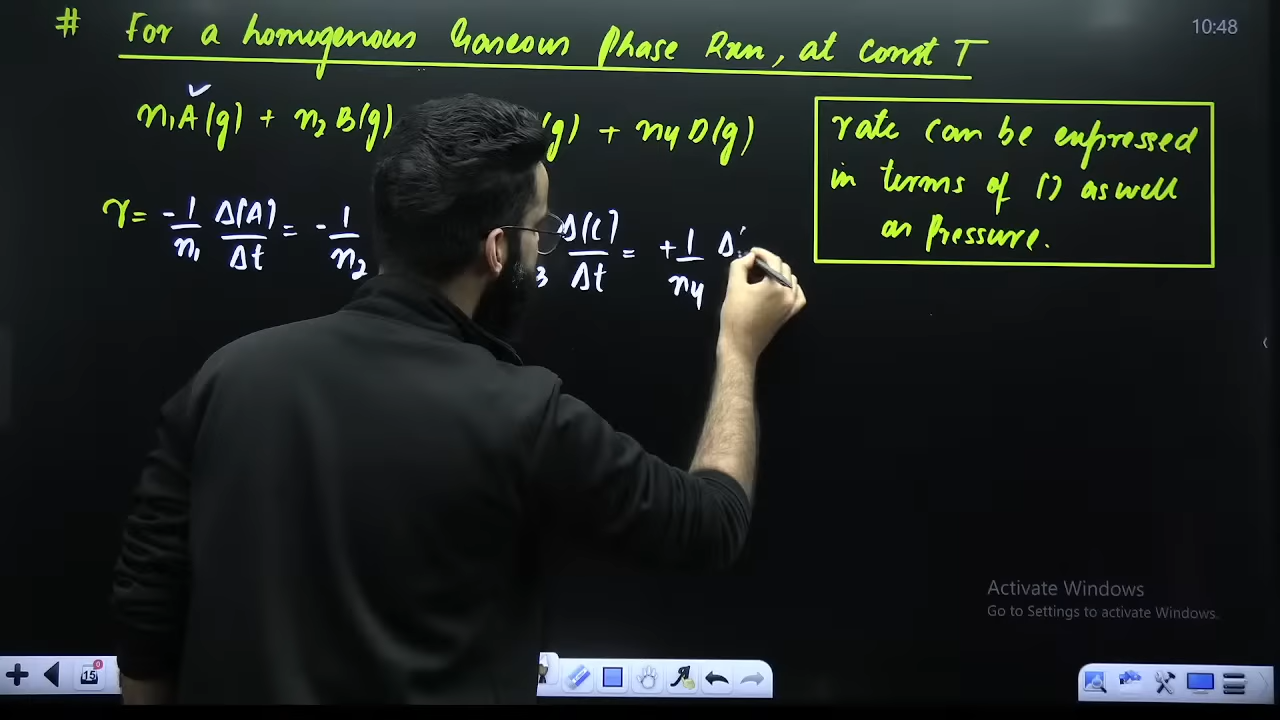 # For a homogenous Gaseous Phase Rxn, at const T
10:48
n₁A(g) + n₂B(g) (g) + n₄D(g)
rate can be expressed
in terms of [] as well
as Pressure.
r = -1/n₁ Δ[A]/Δt = -1/n₂ ₃ Δ[C]/Δt = +1/n₄ Δ
Activate Windows
Go to Settings to activate Windows.
15